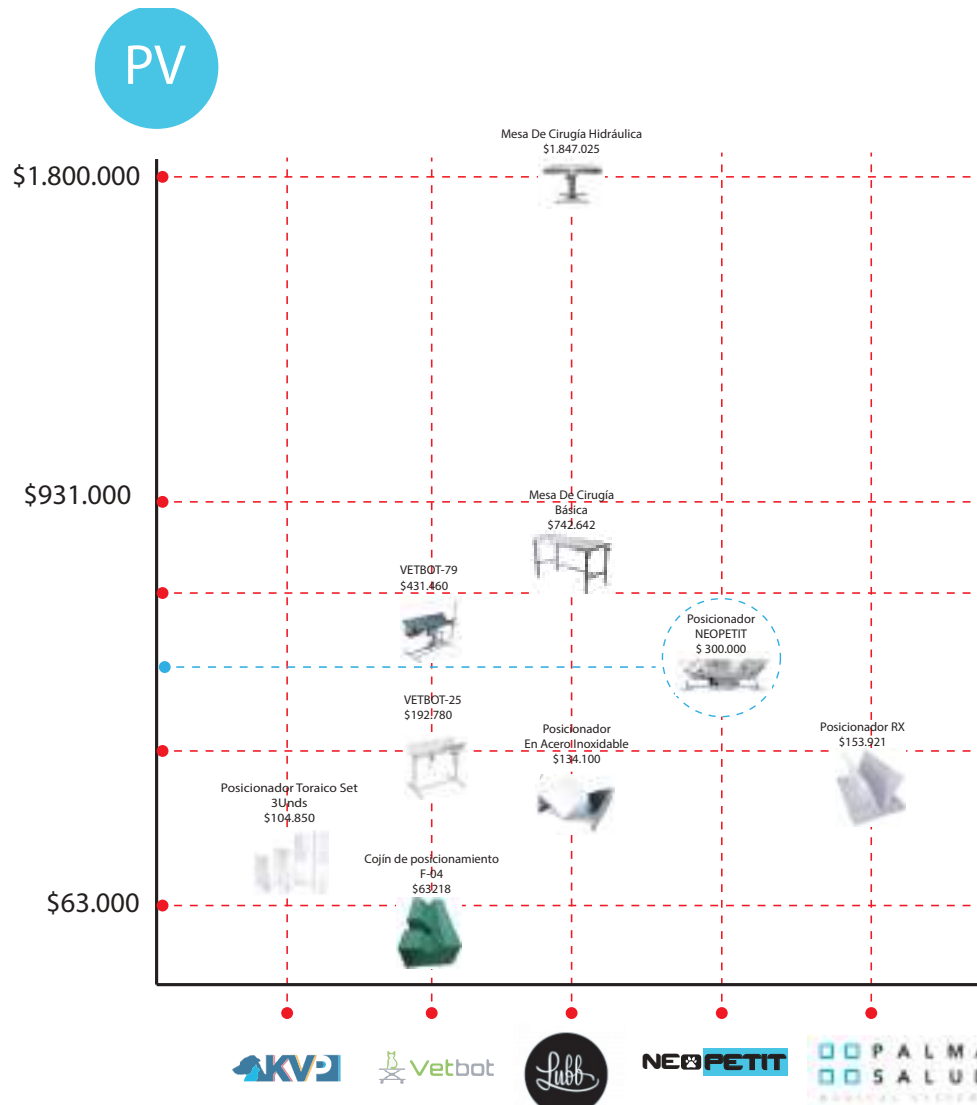 PV
Mesa De Cirugía Hidráulica
$1.847.025
$1.800.000
$931.000
Mesa De Cirugía
Básica
$742.642
VETBOT-79
$431.460
Posicionador
NEOPETIT
$ 300.000
VETBOT-25
$192.780
Posicionador
En Acero Inoxidable
$134.100
Posicionador RX
$153.921
Posicionador Toraico Set
3Unds
$104.850
Cojín de posicionamiento
F-04
$63218
$63.000
KVP
Vetbot
Lubb
NEOPETIT
PALMA
SALU